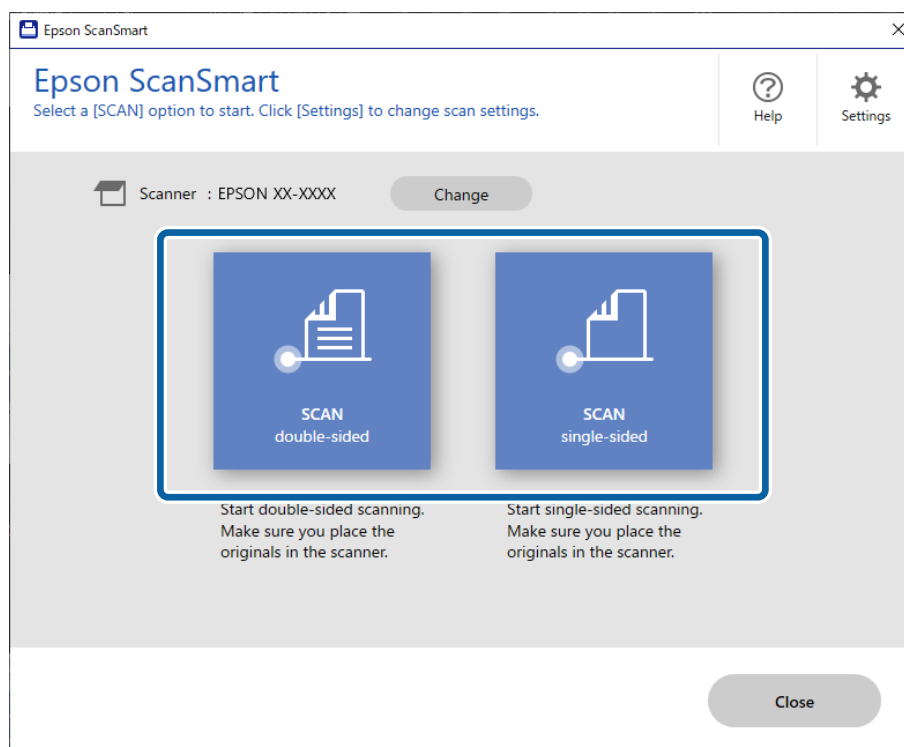 Epson ScanSmart
Epson ScanSmart
Select a [SCAN] option to start. Click [Settings] to change scan settings.
Help
Settings
Scanner : EPSON XX-XXXX
Change
SCAN
double-sided
SCAN
single-sided
Start double-sided scanning.
Make sure you place the
originals in the scanner.
Start single-sided scanning.
Make sure you place the
originals in the scanner.
Close